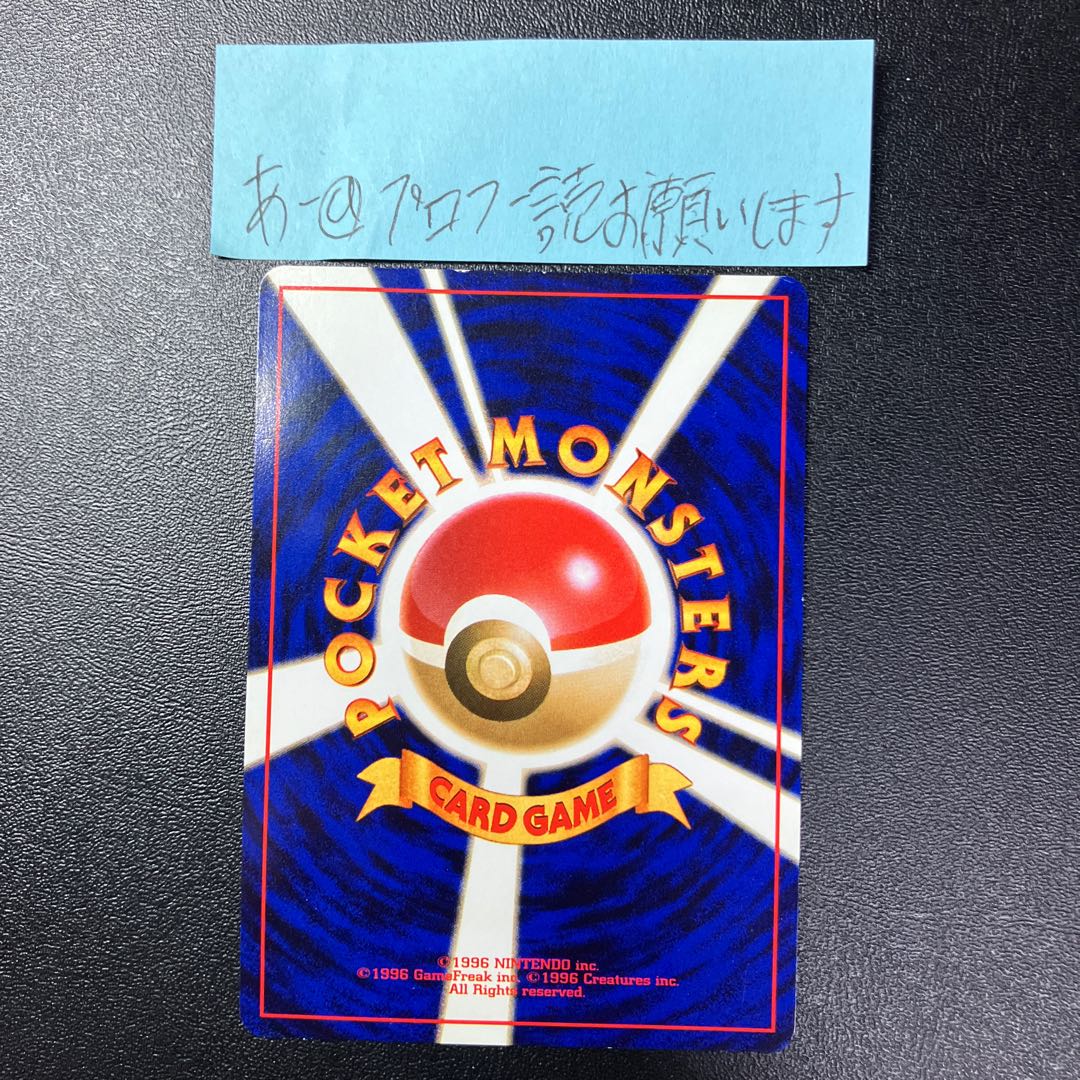 あー@プロフ一読お願いします
POCKET MONSTERS
CARD GAME
©1996 NINTENDO inc.
©1996 GameFreak inc. ©1996 Creatures inc.
All Rights reserved.